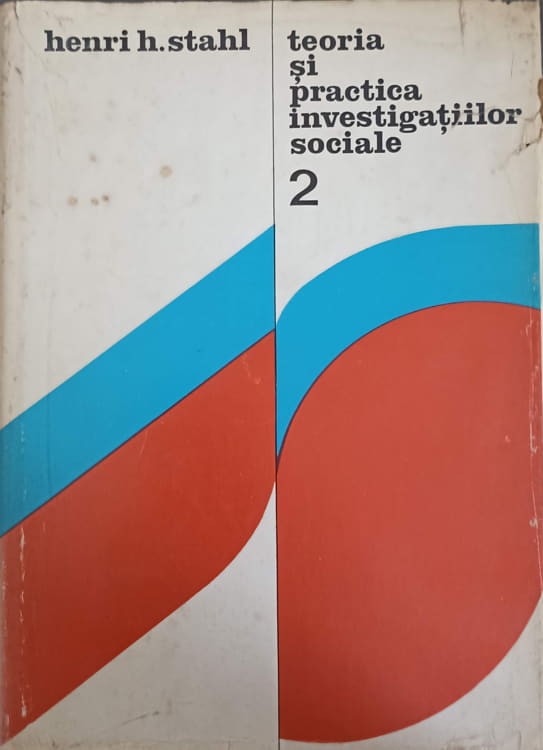 henri h.stahl
teoria
și
practica
investigațiilor
sociale
2